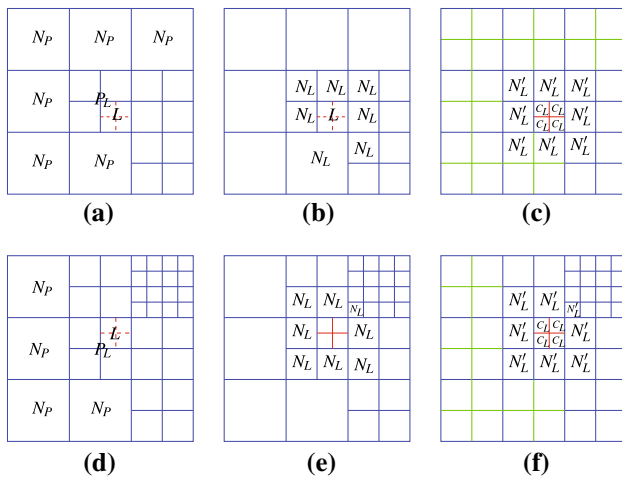 N_P N_P N_P
N_P P_L L
N_P N_P
(a)
N_L N_L N_L
N_L L N_L
N_L N_L
(b)
N'_L N'_L N'_L
N'_L C_L C_L N'_L
C_L C_L
N'_L N'_L N'_L
(c)
N_P
L
N_P P_L
N_P N_P
(d)
N_L N_L N_L
N_L N_L
N_L N_L N_L
(e)
N'_L N'_L N'_L
N'_L C_L C_L N'_L
C_L C_L
N'_L N'_L N'_L
(f)